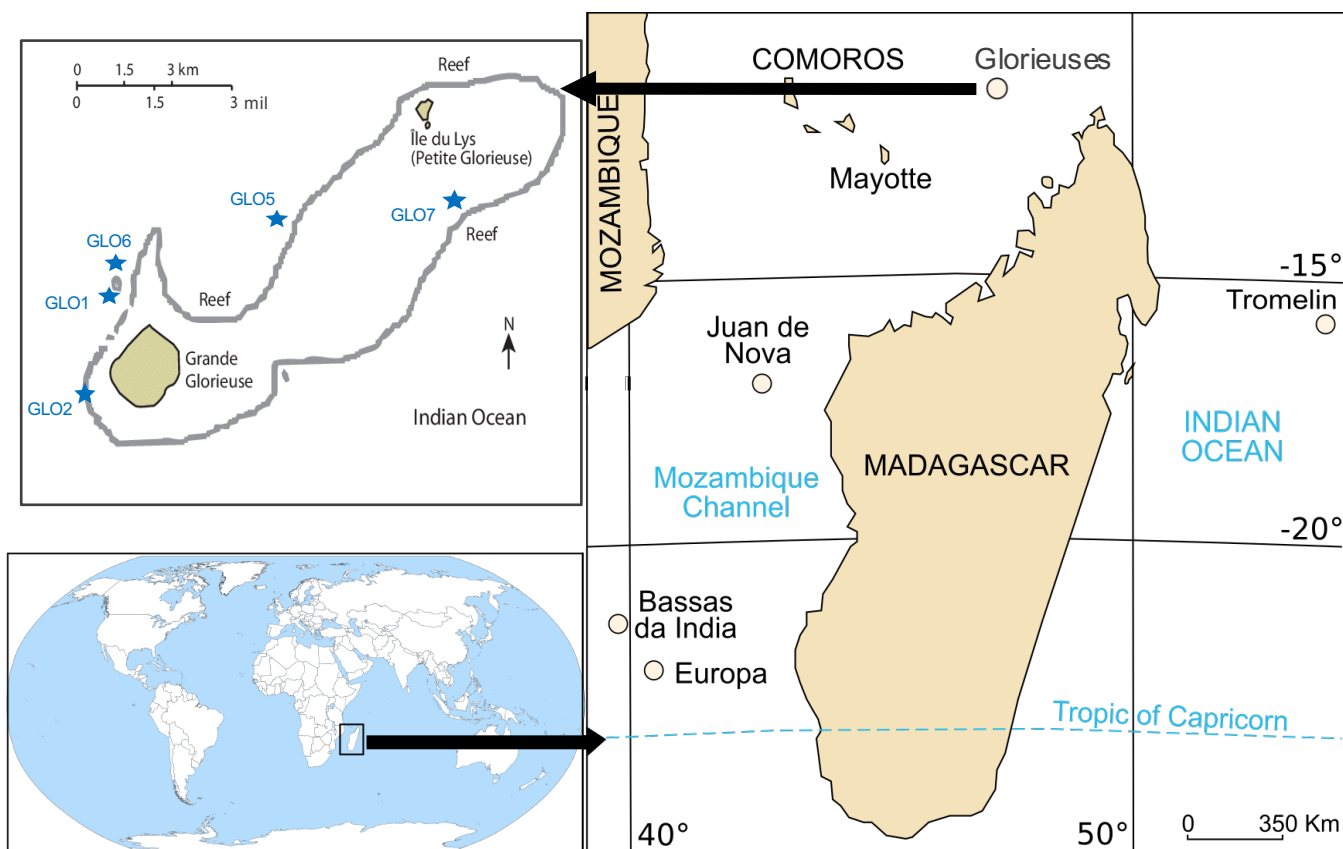 0 1.5 3 km
0 1.5 3 mil
Reef
Île du Lys
(Petite Glorieuse)
GLO5
GLO7
Reef
GLO6
GLO1
Reef
N
Grande
Glorieuse
GLO2
Indian Ocean
COMOROS
Glorieuses
MOZAMBIQUE
Mayotte
-15°
Tromelin
Juan de
Nova
INDIAN
OCEAN
MADAGASCAR
Mozambique
Channel
-20°
Bassas
da India
Europa
Tropic of Capricorn
40°
50°
0 350 Km